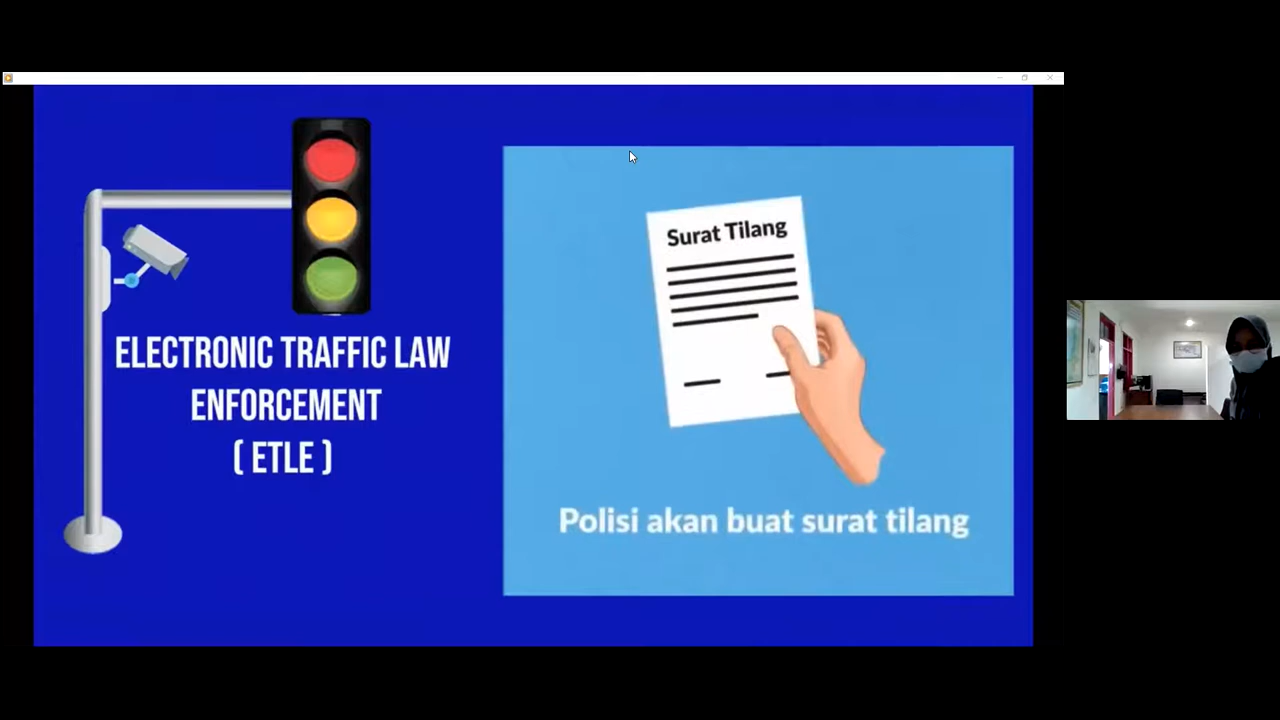 ELECTRONIC TRAFFIC LAW
ENFORCEMENT
( ETLE )
Surat Tilang
Polisi akan buat surat tilang